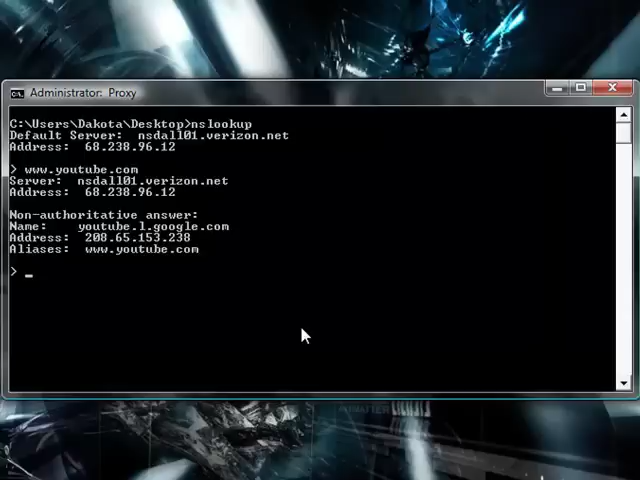 Administrator: Proxy
C:\Users\Dakota\Desktop>nslookup
Default Server:  nsdall01.verizon.net
Address:  68.238.96.12
> www.youtube.com
Server:  nsdall01.verizon.net
Address:  68.238.96.12
Non-authoritative answer:
Name:    youtube.l.google.com
Address:  208.65.153.238
Aliases:  www.youtube.com
> _